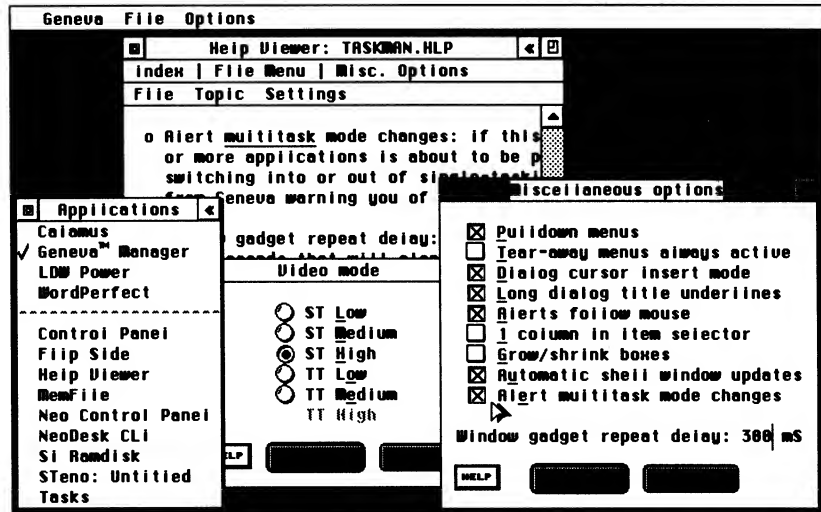 Geneva File Options
Help Viewer: TASKMAN.HLP
Index | File Menu | Misc. Options
File Topic Settings
o Alert multitask mode changes: if this
or more applications is about to be p
switching into or out of
from Geneva warning you of
gadget repeat delay:
Applications
Calamus
✓ Geneva™ Manager
LDW Power
WordPerfect
Control Panel
Flip Side
Help Viewer
MemFile
Neo Control Panel
NeoDesk CLi
Si Ramdisk
STeno: Untitled
Tasks
Video mode
ST Low
ST Medium
ST High
TT Low
TT Medium
TT High
Miscellaneous options
Pulldown menus
Tear-away menus always active
Dialog cursor insert mode
Long dialog title underlines
Alerts follow mouse
1 column in item selector
Grow/shrink boxes
Automatic shell window updates
Alert multitask mode changes
Window gadget repeat delay: 300 mS
HELP